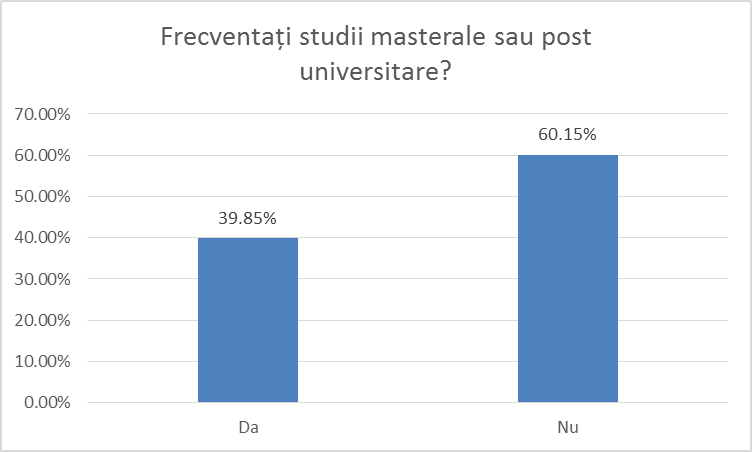 Frecventați studii masterale sau post
universitare?
70.00%
60.15%
60.00%
50.00%
39.85%
40.00%
30.00%
20.00%
10.00%
0.00%
Da
Nu